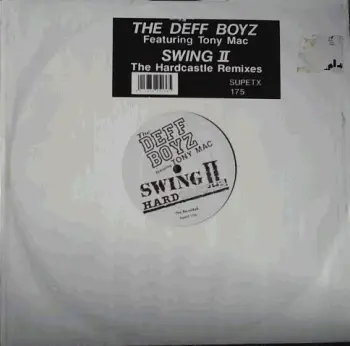 THE DEFF BOYZ
Featuring Tony Mac
SWING II
The Hardcastle Remixes
SUPETX
175
The
DEFF
BOYZ
featuring TONY MAC
SWING II
HARD